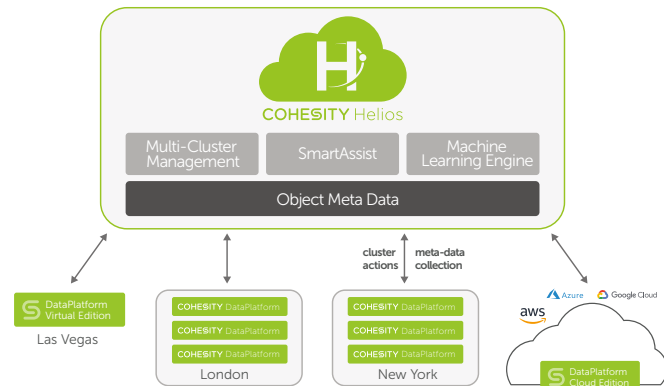 H
COHESITY Helios
Multi-Cluster
Management
SmartAssist
Machine
Learning Engine
Object Meta Data
cluster
actions
meta-data
collection
Azure
Google Cloud
aws
S DataPlatform
Virtual Edition
Las Vegas
COHESITY DataPlatform
COHESITY DataPlatform
COHESITY DataPlatform
London
COHESITY DataPlatform
COHESITY DataPlatform
COHESITY DataPlatform
New York
S DataPlatform
Cloud Edition